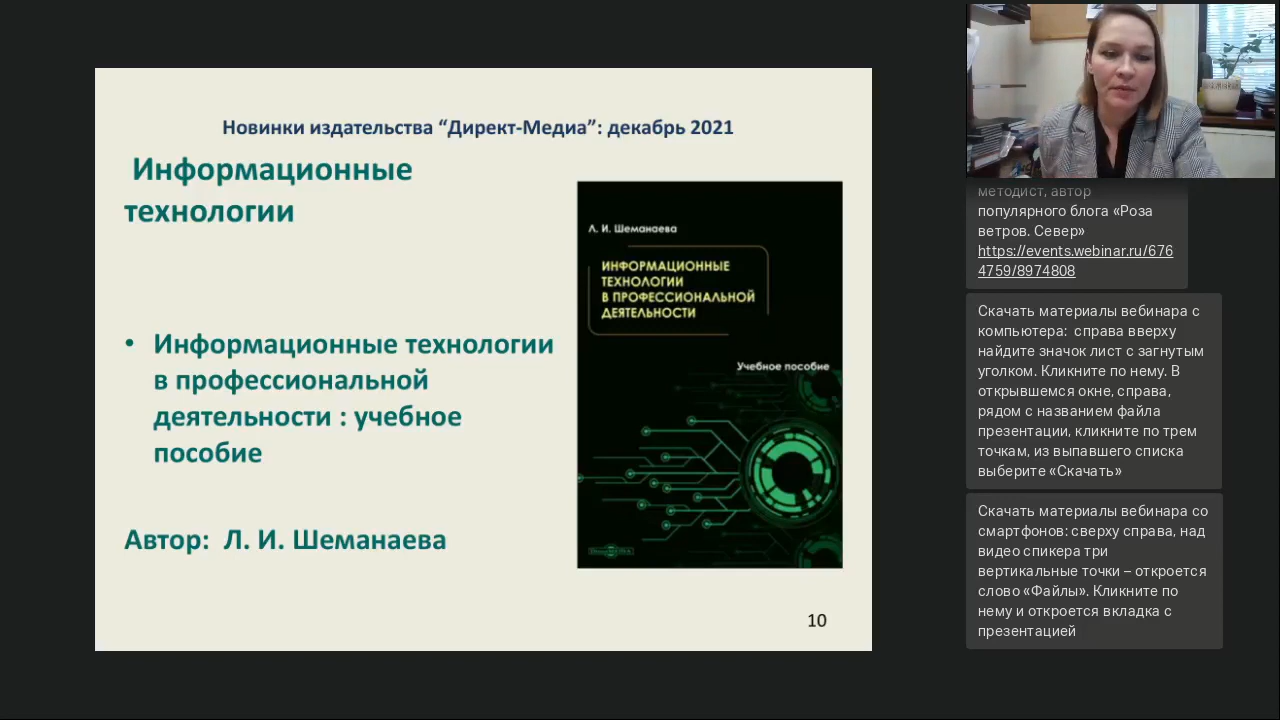 Новинки издательства “Директ-Медиа”: декабрь 2021
Информационные
технологии
• Информационные технологии
в профессиональной
деятельности : учебное
пособие
Автор:  Л. И. Шеманаева
Л. И. Шеманаева
ИНФОРМАЦИОННЫЕ
ТЕХНОЛОГИИ
В ПРОФЕССИОНАЛЬНОЙ
ДЕЯТЕЛЬНОСТИ
Учебное пособие
10
методист, автор
популярного блога «Роза
ветров. Север»
https://events.webinar.ru/676
4759/8974808
Скачать материалы вебинара с
компьютера:  справа вверху
найдите значок лист с загнутым
уголком. Кликните по нему. В
открывшемся окне, справа,
рядом с названием файла
презентации, кликните по трем
точкам, из выпавшего списка
выберите «Скачать»
Скачать материалы вебинара со
смартфонов: сверху справа, над
видео спикера три
вертикальные точки – откроется
слово «Файлы». Кликните по
нему и откроется вкладка с
презентацией